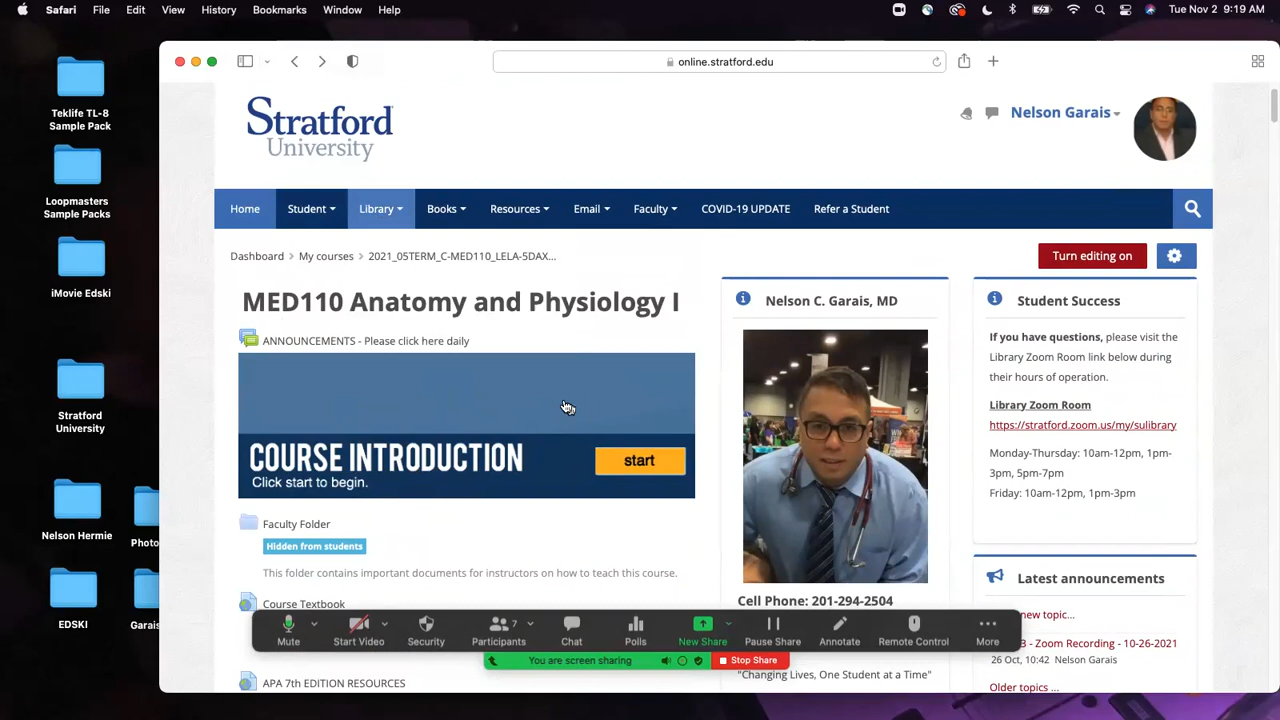 Safari File Edit View History Bookmarks Window Help Tue Nov 2 9:19 AM
online.stratford.edu
Teklife TL-8
Sample Pack
Loopmasters
Sample Packs
iMovie Edski
Stratford
University
Nelson Hermie
Photo
EDSKI
Garais
Stratford
University
Nelson Garais
Home Student Library Books Resources Email Faculty COVID-19 UPDATE Refer a Student
Dashboard My courses 2021_05TERM_C-MED110_LELA-5DAX...
Turn editing on
MED110 Anatomy and Physiology I
ANNOUNCEMENTS - Please click here daily
COURSE INTRODUCTION
Click start to begin.
start
Faculty Folder
Hidden from students
This folder contains important documents for instructors on how to teach this course.
Course Textbook
APA 7th EDITION RESOURCES
Nelson C. Garais, MD
Cell Phone: 201-294-2504
"Changing Lives, One Student at a Time"
Student Success
If you have questions, please visit the
Library Zoom Room link below during
their hours of operation.
Library Zoom Room
https://stratford.zoom.us/my/sulibrary
Monday-Thursday: 10am-12pm, 1pm-
3pm, 5pm-7pm
Friday: 10am-12pm, 1pm-3pm
Latest announcements
new topic...
3 - Zoom Recording - 10-26-2021
26 Oct, 10:42 Nelson Garais
Older topics ...
Mute Start Video Security Participants 7 Chat Polls New Share Pause Share Annotate Remote Control More
You are screen sharing Stop Share